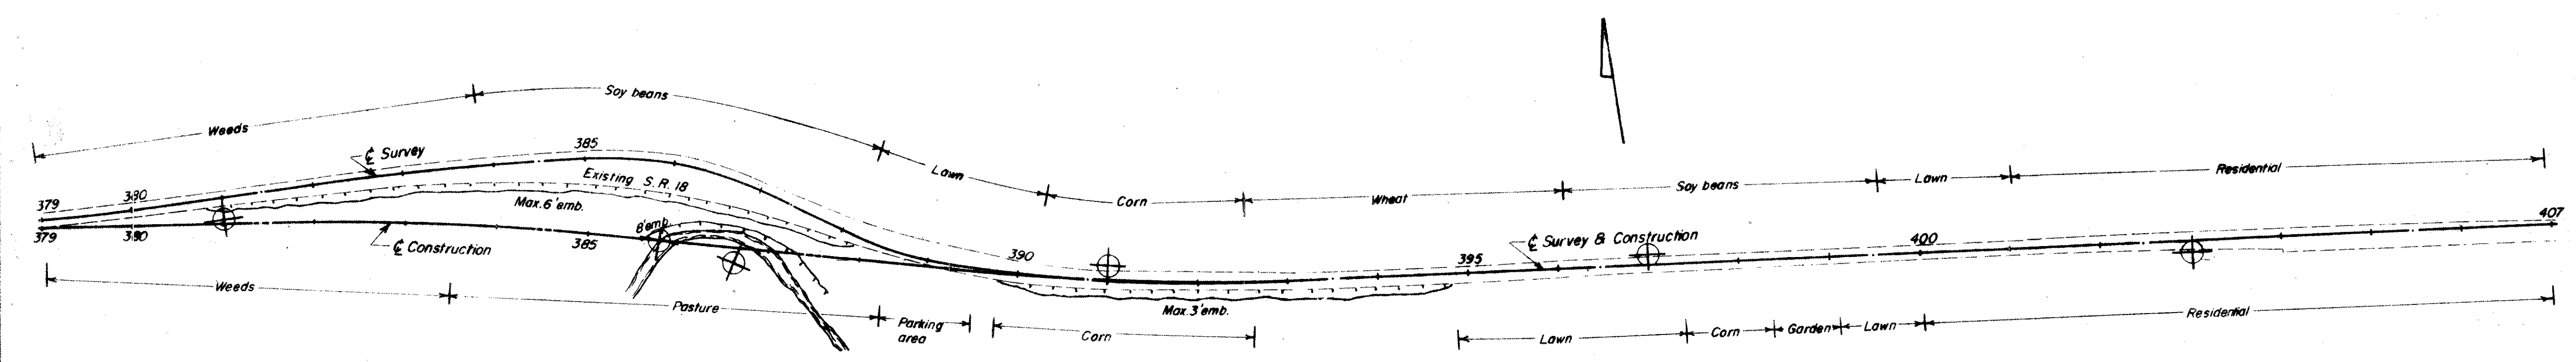 Weeds
Soy beans
Lawn
Corn
Wheat
Soy beans
Lawn
Residential
℄ Survey
385
380
379
Existing S.R. 18
Max. 6' emb.
8' emb.
379
380
℄ Construction
385
390
395
℄ Survey & Construction
400
407
Max. 3' emb.
Weeds
Pasture
Parking
area
Corn
Lawn
Corn
Garden
Lawn
Residential